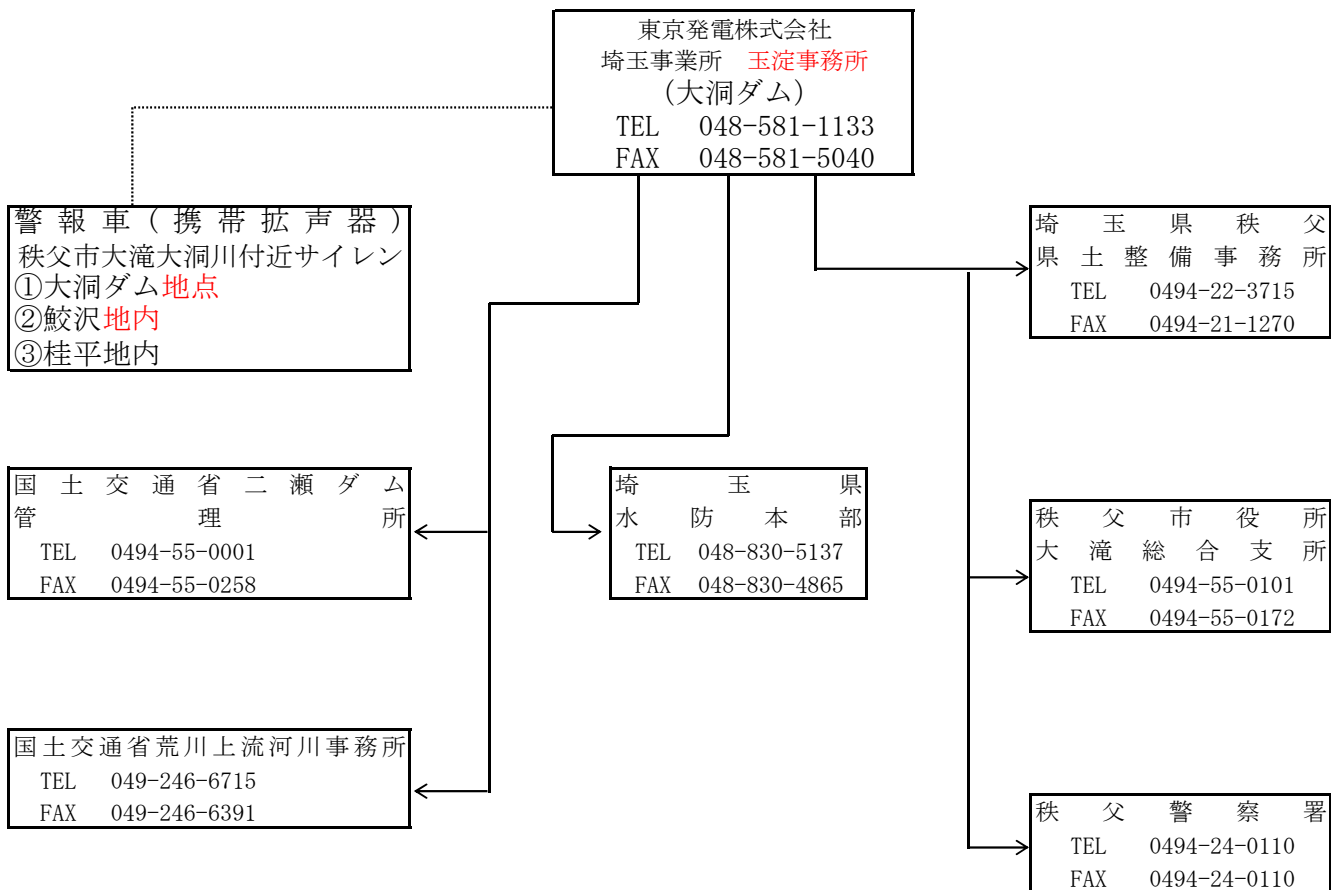 東京発電株式会社
埼玉事業所　玉淀事務所
(大洞ダム)
TEL 048-581-1133
FAX 048-581-5040
警報車(携帯拡声器)
秩父市大滝大洞川付近サイレン
①大洞ダム地点
②鮫沢地内
③桂平地内
埼玉県秩父
県土整備事務所
TEL 0494-22-3715
FAX 0494-21-1270
国土交通省二瀬ダム
管理所
TEL 0494-55-0001
FAX 0494-55-0258
埼玉県
水防本部
TEL 048-830-5137
FAX 048-830-4865
秩父市役所
大滝総合支所
TEL 0494-55-0101
FAX 0494-55-0172
国土交通省荒川上流河川事務所
TEL 049-246-6715
FAX 049-246-6391
秩父警察署
TEL 0494-24-0110
FAX 0494-24-0110